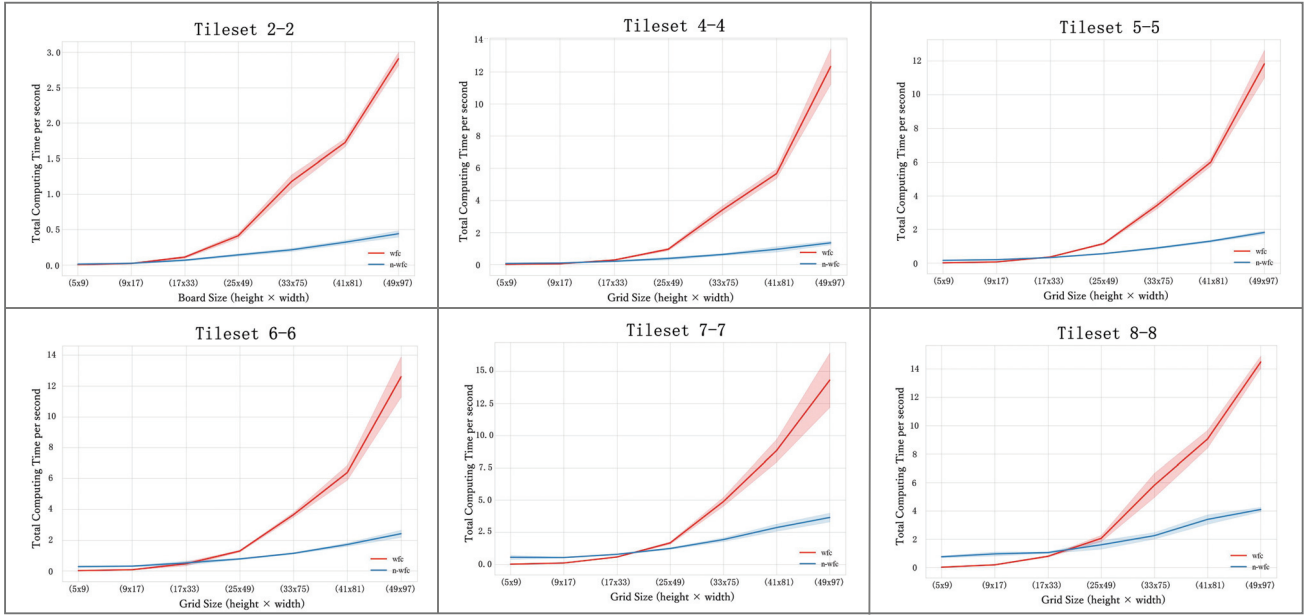 Tileset 2-2
Total Computing Time per second
3.0
2.5
2.0
1.5
1.0
0.5
0.0
wfc
n-wfc
(5x9) (9x17) (17x33) (25x49) (33x75) (41x81) (49x97)
Board Size (height × width)
Tileset 4-4
Total Computing Time per second
14
12
10
8
6
4
2
0
wfc
n-wfc
(5x9) (9x17) (17x33) (25x49) (33x75) (41x81) (49x97)
Grid Size (height × width)
Tileset 5-5
Total Computing Time per second
12
10
8
6
4
2
0
wfc
n-wfc
(5x9) (9x17) (17x33) (25x49) (33x75) (41x81) (49x97)
Grid Size (height × width)
Tileset 6-6
Total Computing Time per second
14
12
10
8
6
4
2
0
wfc
n-wfc
(5x9) (9x17) (17x33) (25x49) (33x75) (41x81) (49x97)
Grid Size (height × width)
Tileset 7-7
Total Computing Time per second
15.0
12.5
10.0
7.5
5.0
2.5
0.0
wfc
n-wfc
(5x9) (9x17) (17x33) (25x49) (33x75) (41x81) (49x97)
Grid Size (height × width)
Tileset 8-8
Total Computing Time per second
14
12
10
8
6
4
2
0
wfc
n-wfc
(5x9) (9x17) (17x33) (25x49) (33x75) (41x81) (49x97)
Grid Size (height × width)